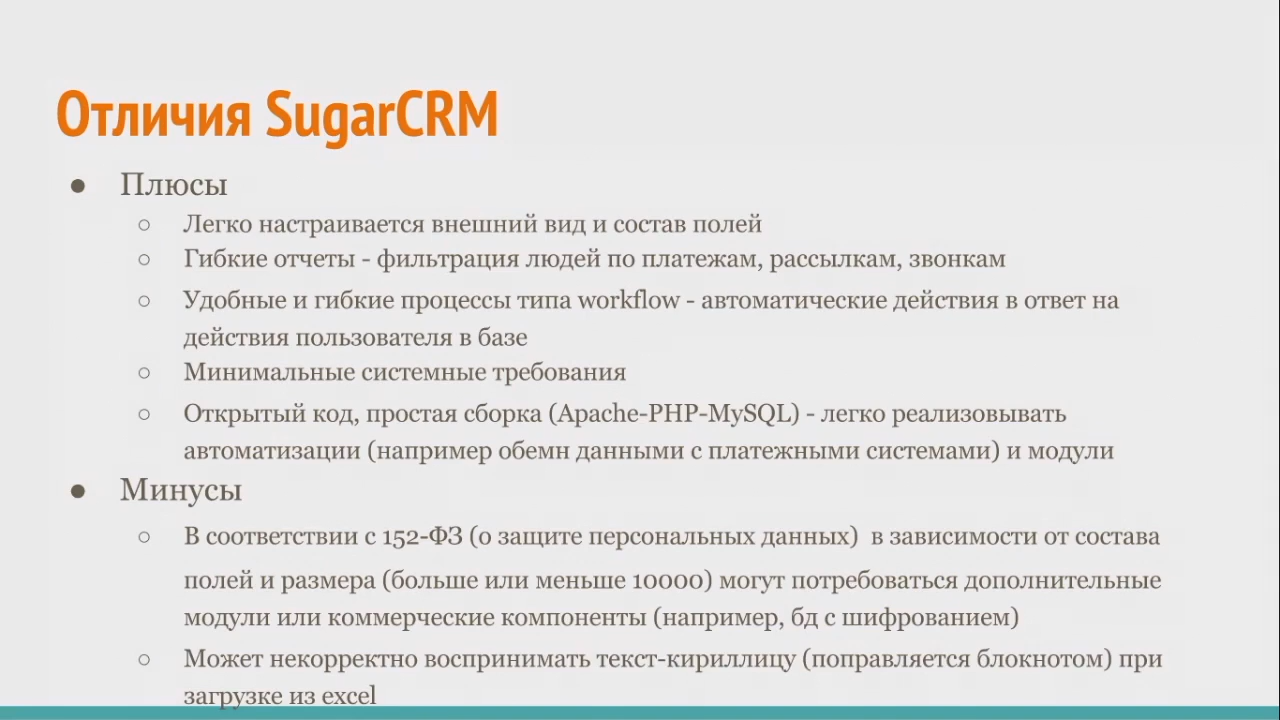 Отличия SugarCRM
● Плюсы
○ Легко настраивается внешний вид и состав полей
○ Гибкие отчеты - фильтрация людей по платежам, рассылкам, звонкам
○ Удобные и гибкие процессы типа workflow - автоматические действия в ответ на
действия пользователя в базе
○ Минимальные системные требования
○ Открытый код, простая сборка (Apache-PHP-MySQL) - легко реализовывать
автоматизации (например обемн данными с платежными системами) и модули
● Минусы
○ В соответствии с 152-ФЗ (о защите персональных данных)  в зависимости от состава
полей и размера (больше или меньше 10000) могут потребоваться дополнительные
модули или коммерческие компоненты (например, бд с шифрованием)
○ Может некорректно воспринимать текст-кириллицу (поправляется блокнотом) при
загрузке из excel